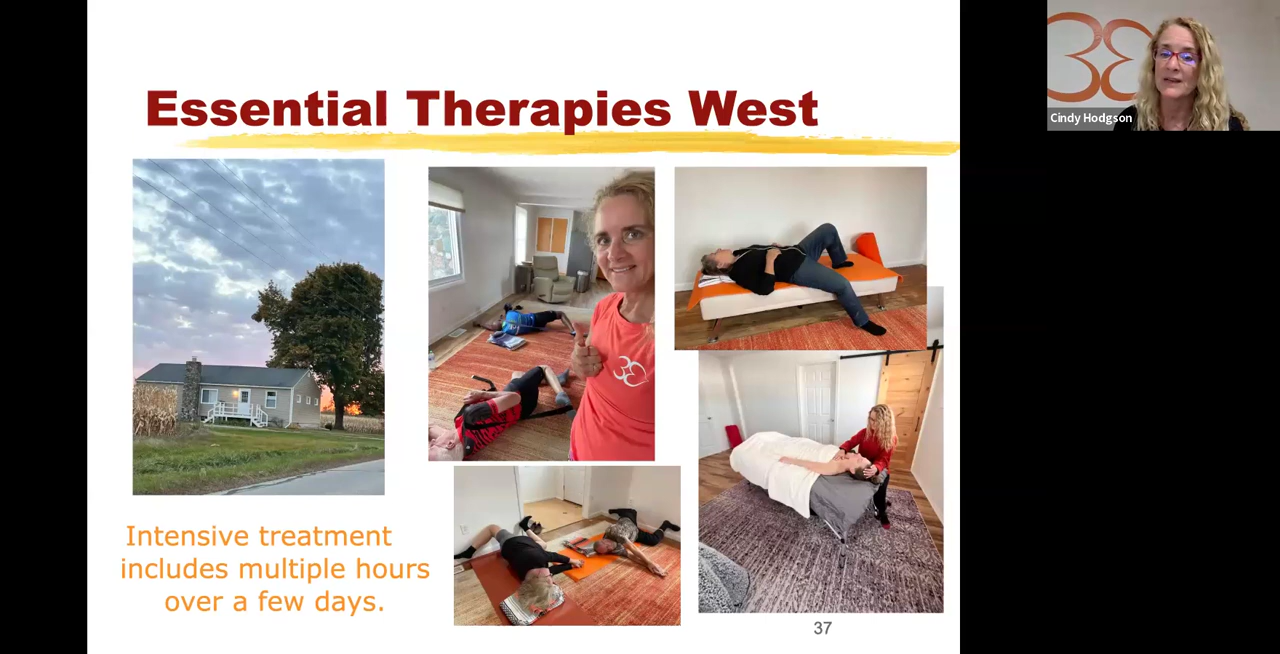 Essential Therapies West
Cindy Hodgson
Intensive treatment
includes multiple hours
over a few days.
37